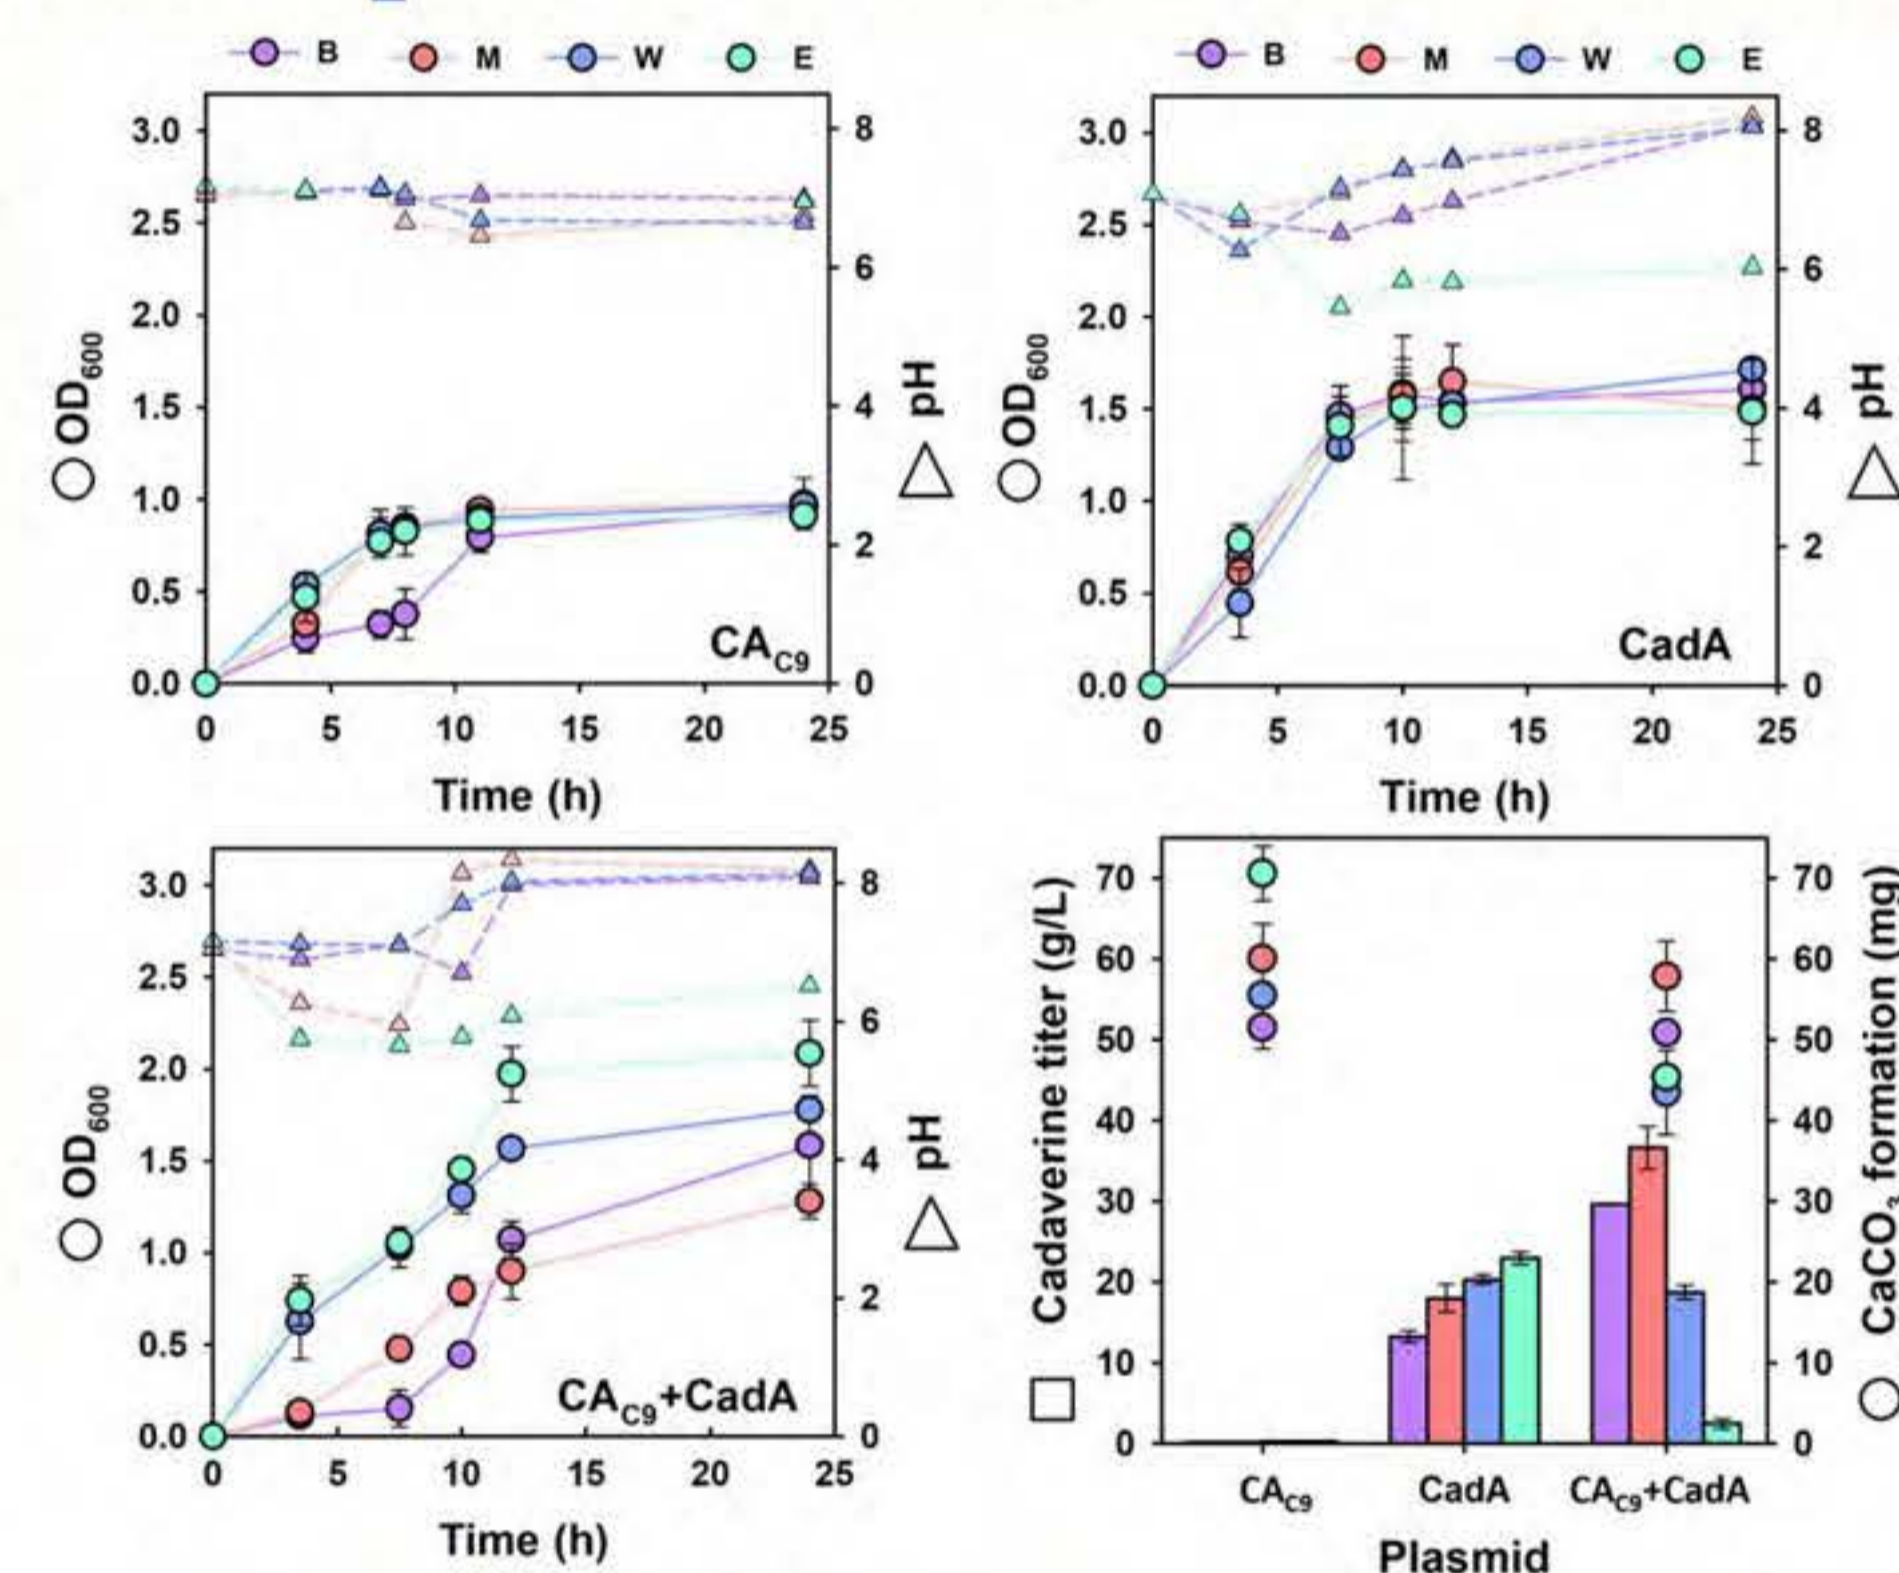 B M W E
3.0 2.5 2.0 1.5 1.0 0.5 0.0
OD600
8 6 4 2 0
pH
CAC9
0 5 10 15 20 25
Time (h)
B M W E
3.0 2.5 2.0 1.5 1.0 0.5 0.0
OD600
8 6 4 2 0
pH
CadA
0 5 10 15 20 25
Time (h)
3.0 2.5 2.0 1.5 1.0 0.5 0.0
OD600
8 6 4 2 0
pH
CAC9+CadA
0 5 10 15 20 25
Time (h)
70 60 50 40 30 20 10 0
Cadaverine titer (g/L)
70 60 50 40 30 20 10 0
CaCO3 formation (mg)
CAC9 CadA CAC9+CadA
Plasmid